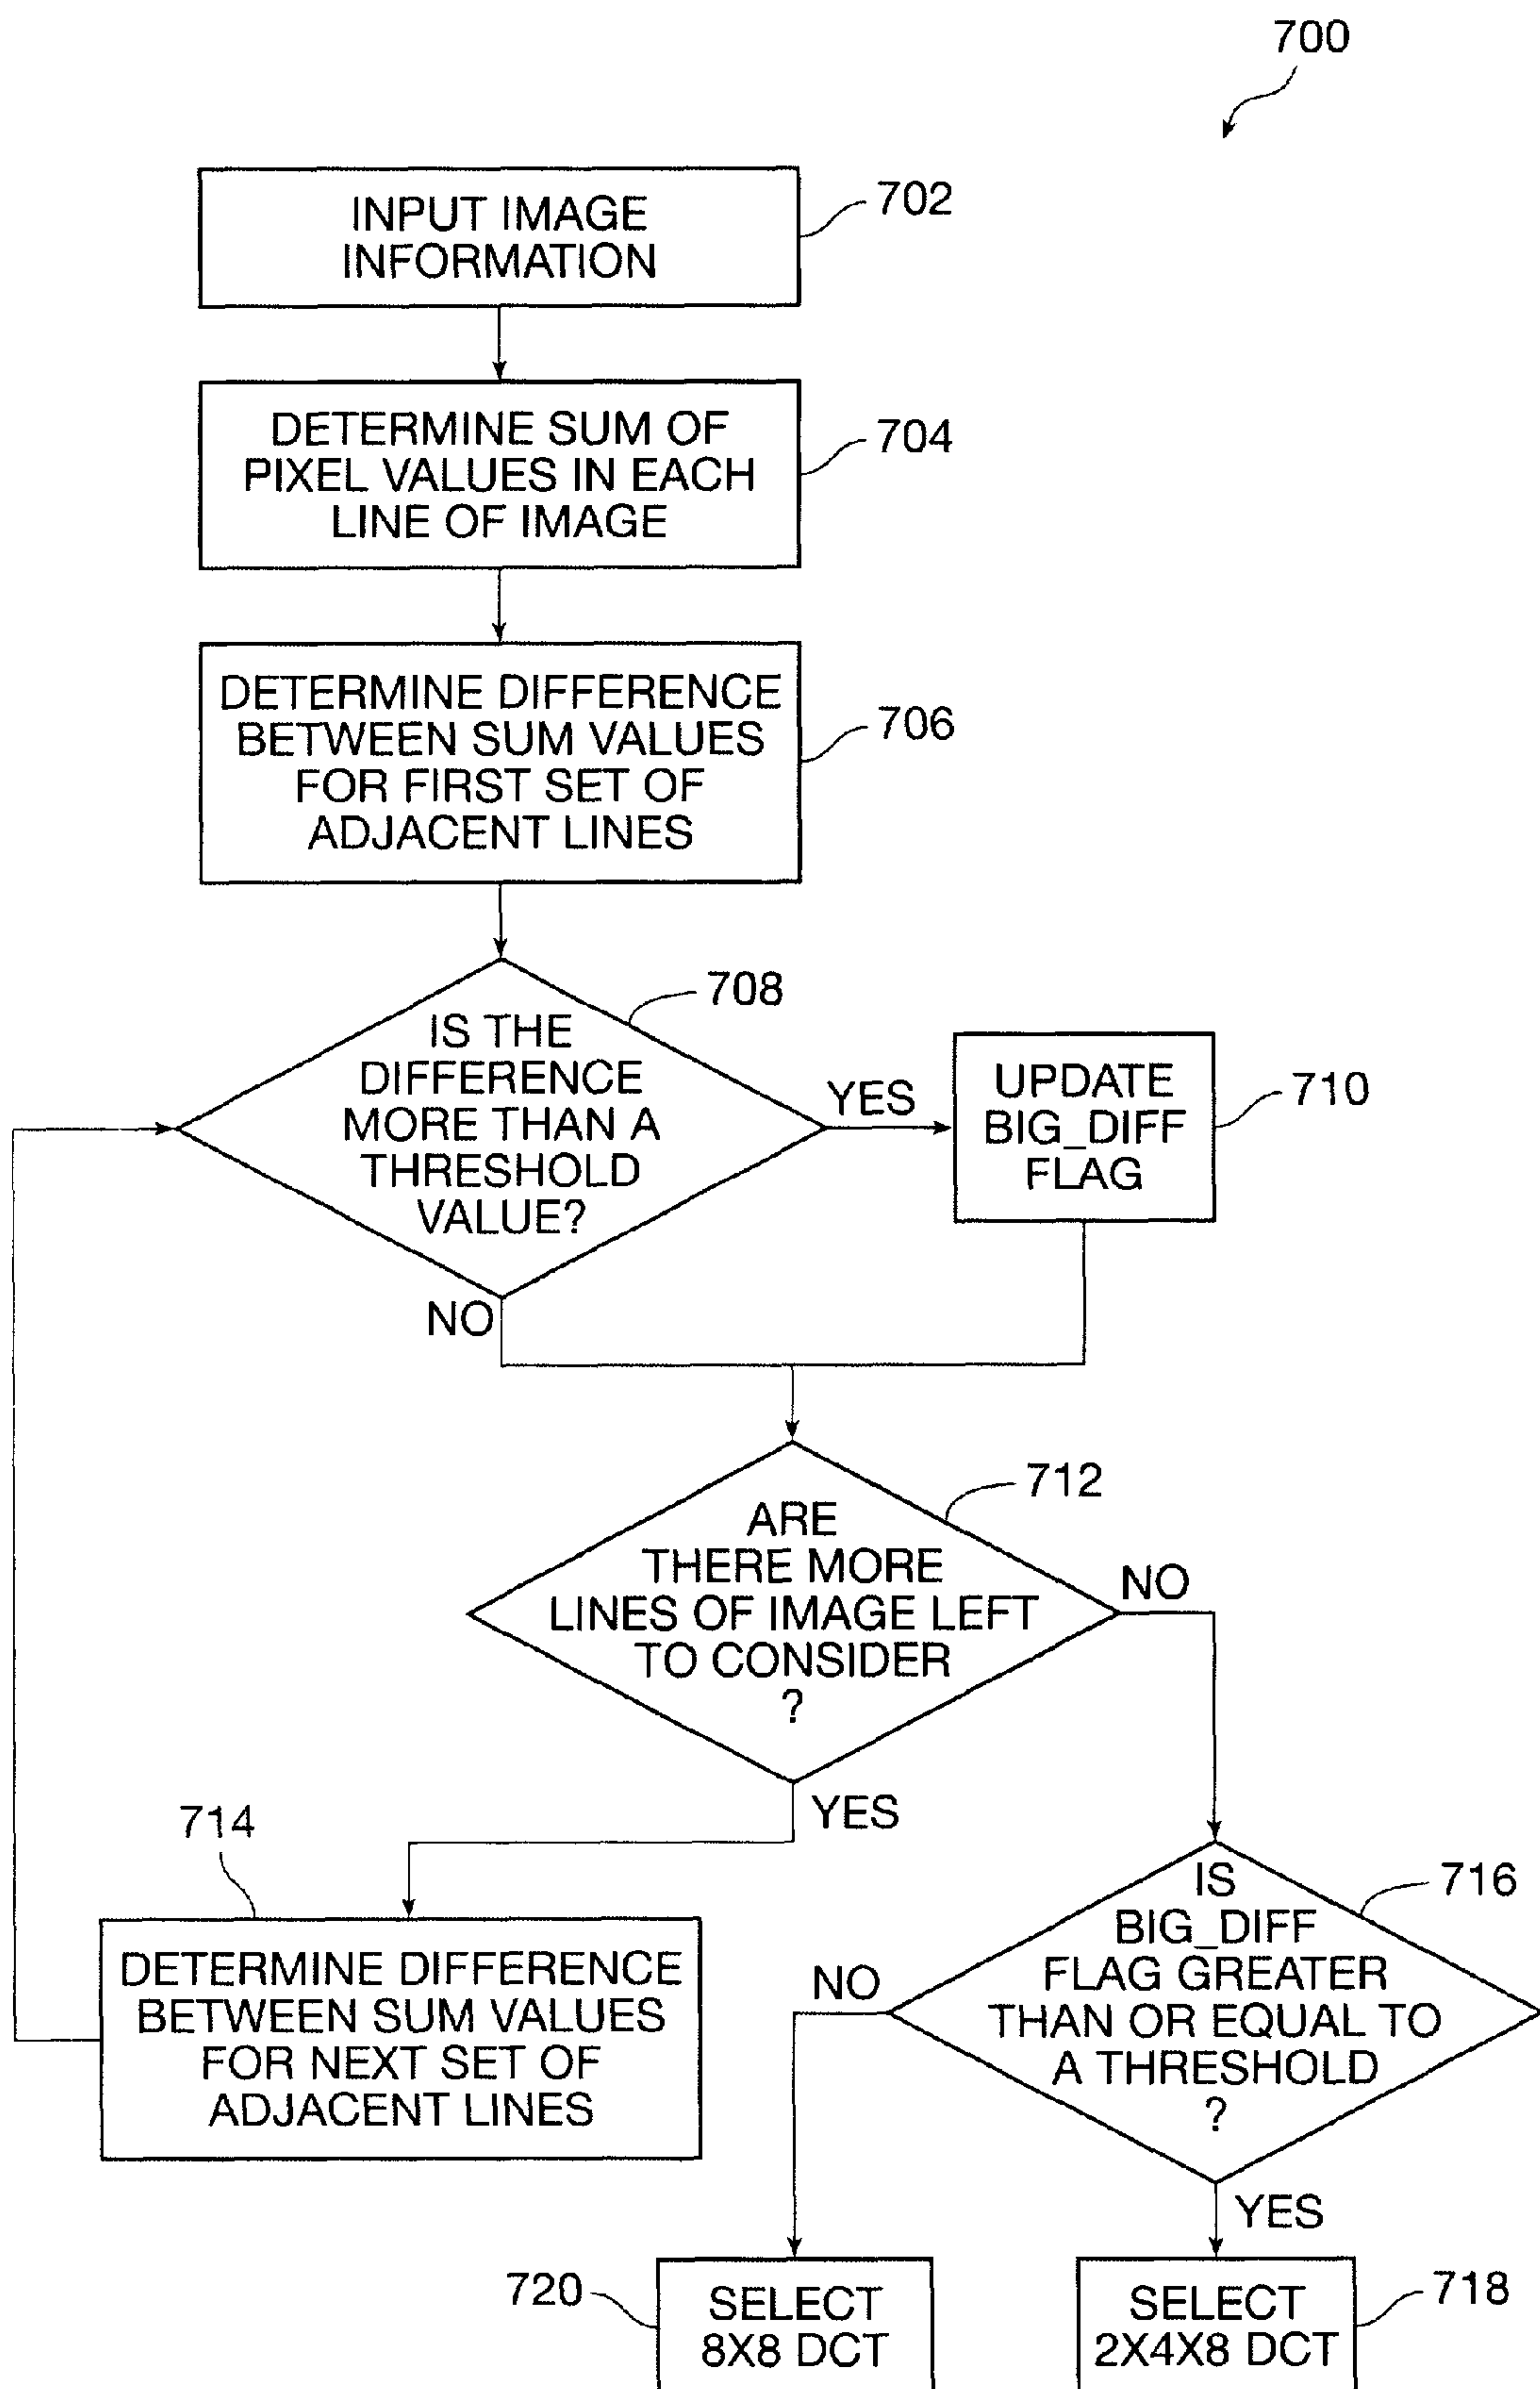 700
INPUT IMAGE
INFORMATION
702
DETERMINE SUM OF
PIXEL VALUES IN EACH
LINE OF IMAGE
704
DETERMINE DIFFERENCE
BETWEEN SUM VALUES
FOR FIRST SET OF
ADJACENT LINES
706
708
IS THE
DIFFERENCE
MORE THAN A
THRESHOLD
VALUE?
YES
UPDATE
BIG_DIFF
FLAG
710
NO
712
ARE
THERE MORE
LINES OF IMAGE LEFT
TO CONSIDER
?
NO
YES
714
DETERMINE DIFFERENCE
BETWEEN SUM VALUES
FOR NEXT SET OF
ADJACENT LINES
716
IS
BIG_DIFF
FLAG GREATER
THAN OR EQUAL TO
A THRESHOLD
?
NO
YES
720
SELECT
8X8 DCT
SELECT
2X4X8 DCT
718